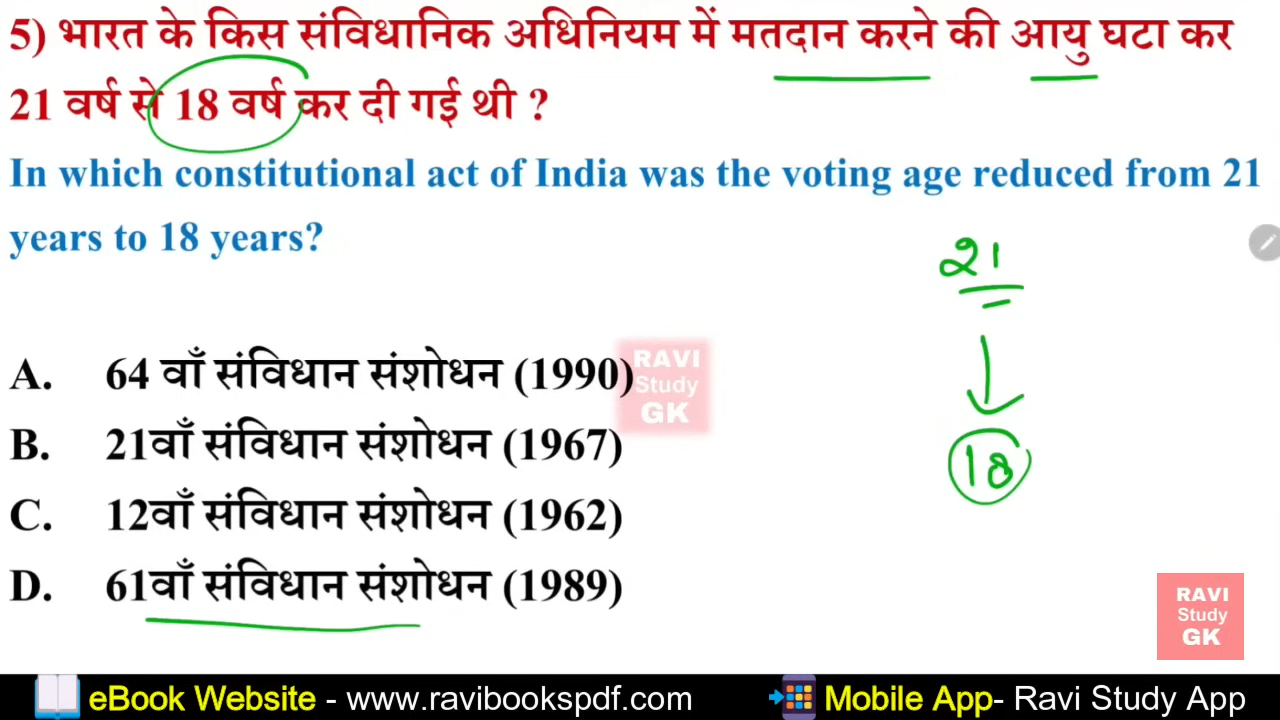 5) भारत के किस संविधानिक अधिनियम में मतदान करने की आयु घटा कर
21 वर्ष से 18 वर्ष कर दी गई थी ?
In which constitutional act of India was the voting age reduced from 21
years to 18 years?
21
18
A. 64 वाँ संविधान संशोधन (1990)
B. 21वाँ संविधान संशोधन (1967)
C. 12वाँ संविधान संशोधन (1962)
D. 61वाँ संविधान संशोधन (1989)
RAVI
Study
GK
RAVI
Study
GK
eBook Website - www.ravibookspdf.com
Mobile App- Ravi Study App